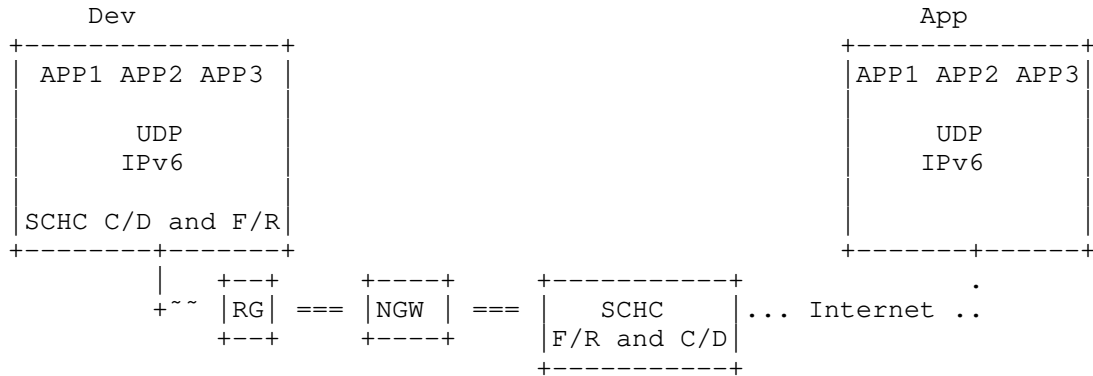 Dev App
APP1 APP2 APP3 APP1 APP2 APP3
UDP UDP
IPv6 IPv6
SCHC C/D and F/R
+~~ |RG| === |NGW | === | SCHC |... Internet ..
F/R and C/D